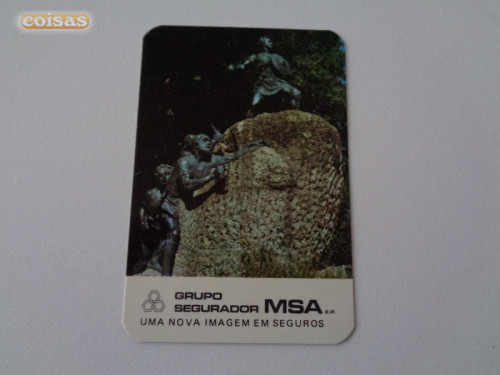 coisas
GRUPO
SEGURADOR MSA E.P.
UMA NOVA IMAGEM EM SEGUROS